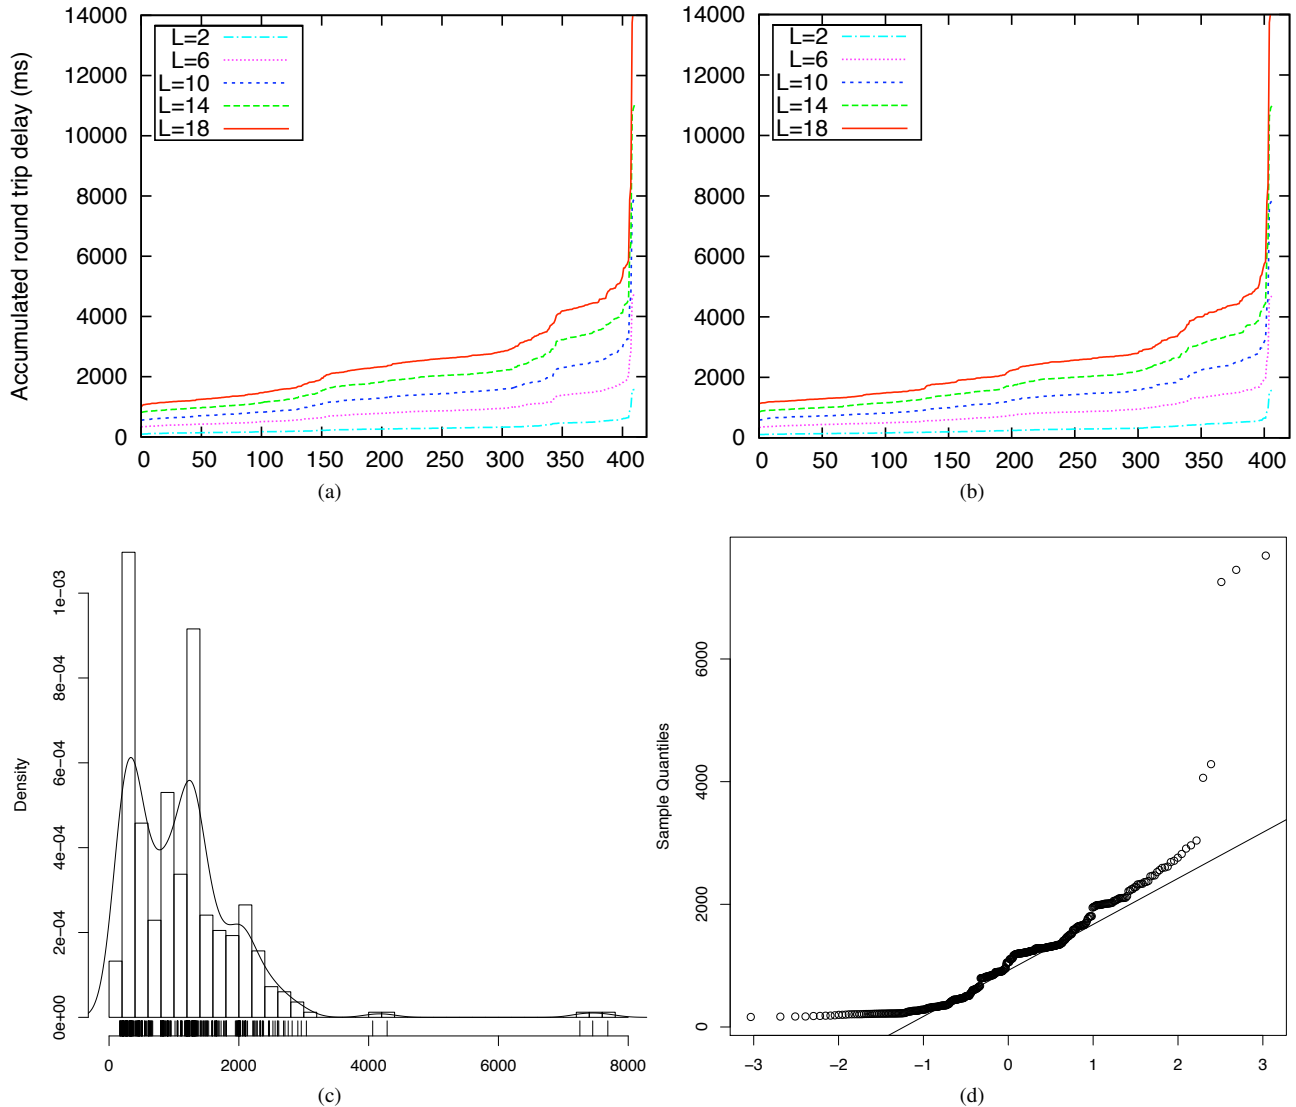 Accumulated round trip delay (ms)
14000
12000
10000
8000
6000
4000
2000
0
L=2
L=6
L=10
L=14
L=18
0 50 100 150 200 250 300 350 400
(a)
14000
12000
10000
8000
6000
4000
2000
0
L=2
L=6
L=10
L=14
L=18
0 50 100 150 200 250 300 350 400
(b)
Density
1e−03
8e−04
6e−04
4e−04
2e−04
0e+00
0 2000 4000 6000 8000
(c)
Sample Quantiles
6000
4000
2000
0
−3 −2 −1 0 1 2 3
(d)